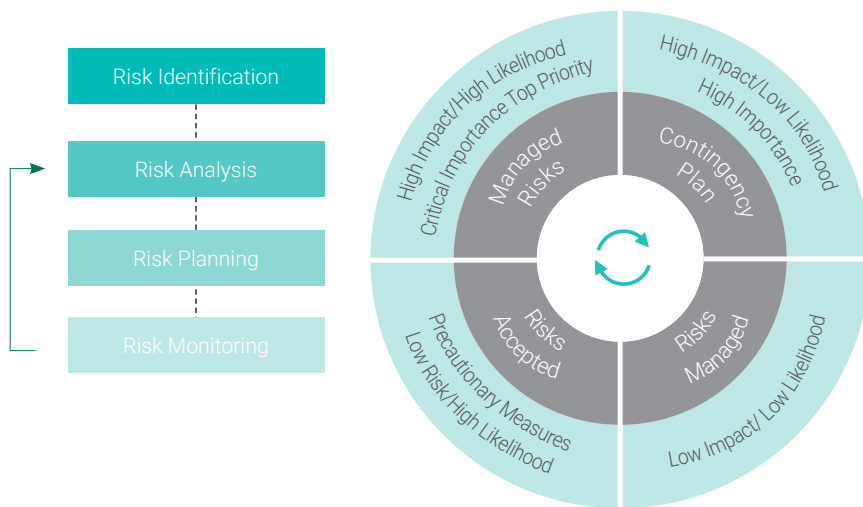 Risk Identification
Risk Analysis
Risk Planning
Risk Monitoring
High Impact/High Likelihood
Critical Importance Top Priority
Managed
Risks
High Impact/Low Likelihood
High Importance
Contingency
Plan
Risks
Accepted
Precautionary Measures
Low Risk/High Likelihood
Risks
Managed
Low Impact/ Low Likelihood